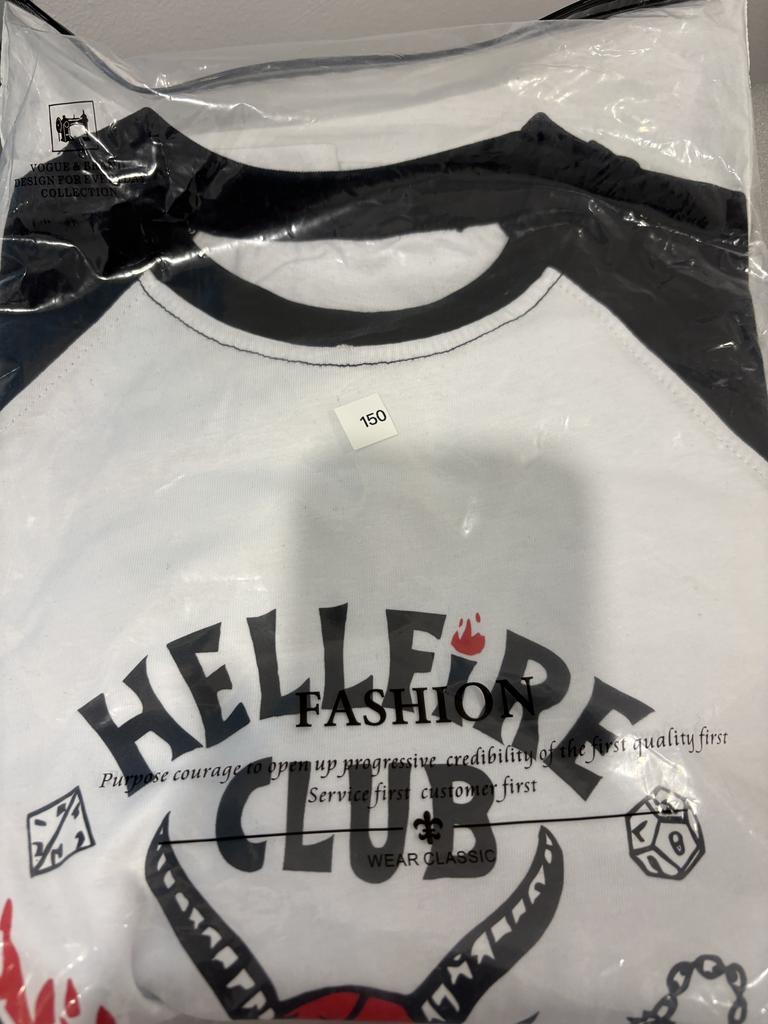 VOGUE &
DESIGN FOR
COLLECTION
150
HELLFiRE
FASHION
Purpose courage to open up progressive credibility of the first quality first
Service first customer first
CLUB
WEAR CLASSIC